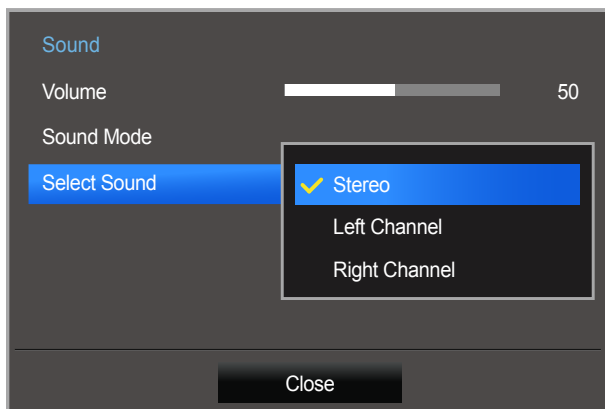 Sound
Volume 50
Sound Mode
Select Sound
Stereo
Left Channel
Right Channel
Close